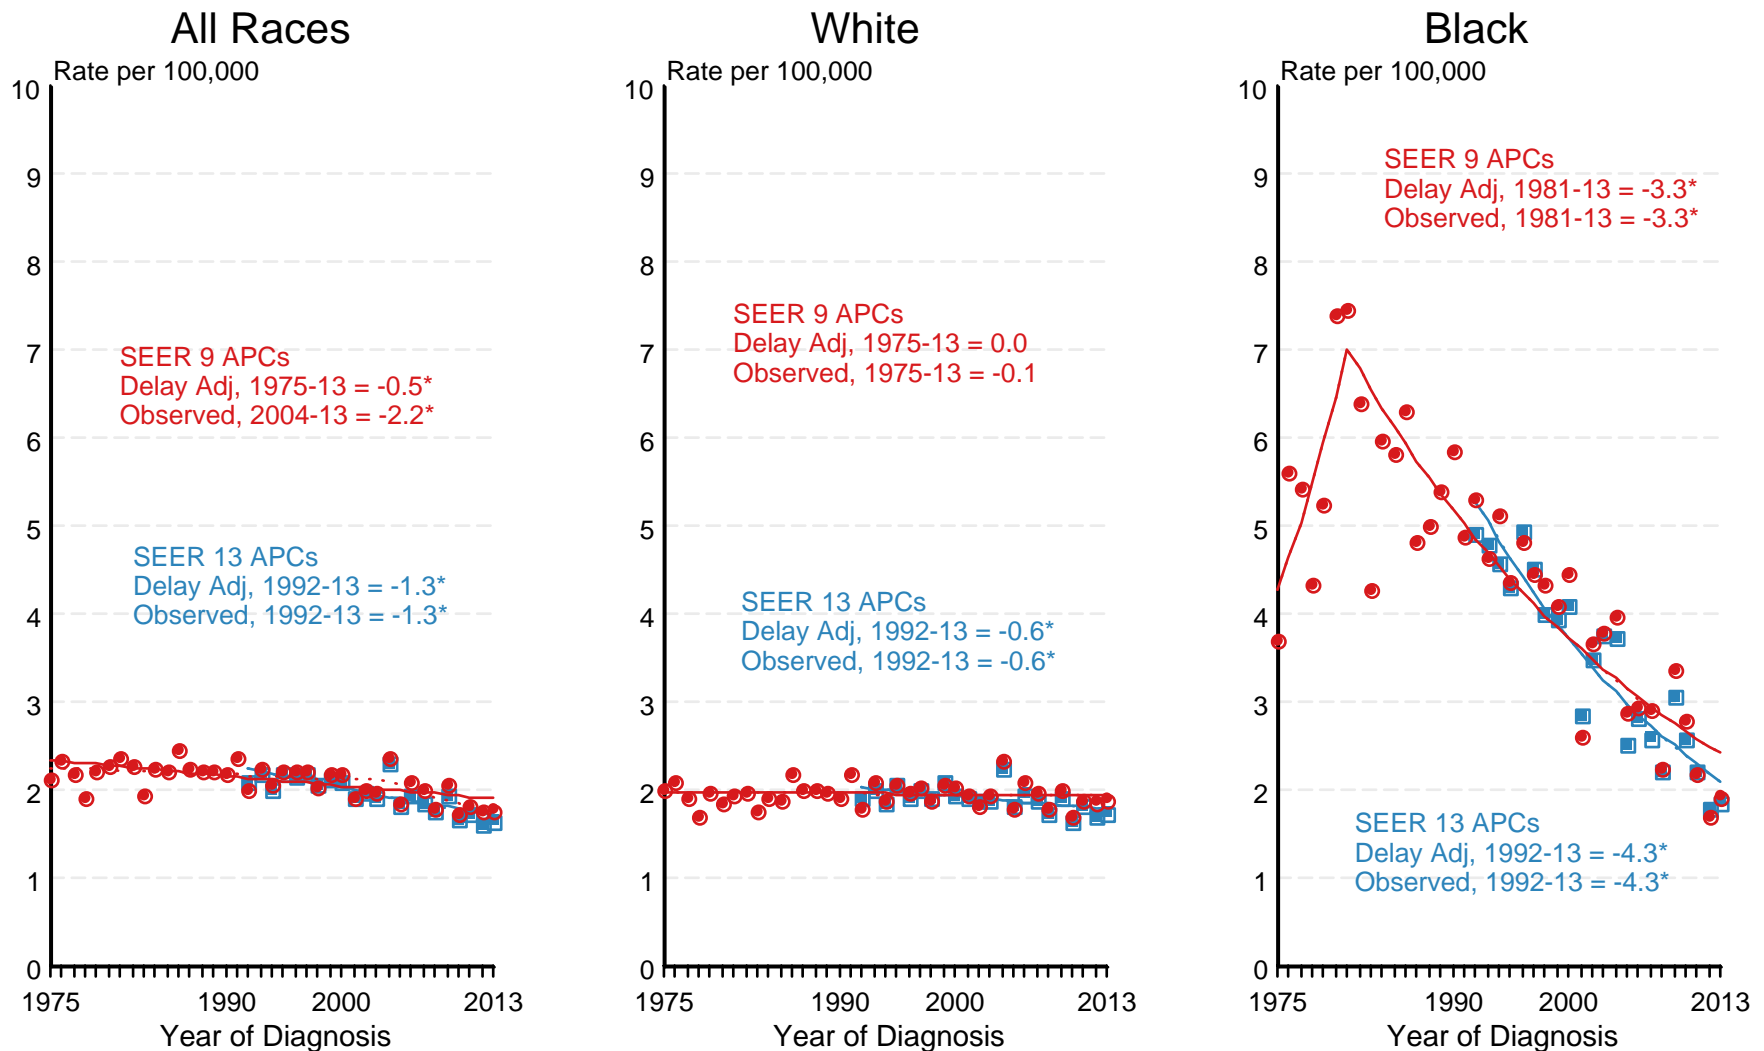 All Races
Rate per 100,000
10
9
8
7
6
5
4
3
2
1
0
SEER 9 APCs
Delay Adj, 1975-13 = -0.5*
Observed, 2004-13 = -2.2*
SEER 13 APCs
Delay Adj, 1992-13 = -1.3*
Observed, 1992-13 = -1.3*
1975 1990 2000 2013
Year of Diagnosis
White
Rate per 100,000
10
9
8
7
6
5
4
3
2
1
0
SEER 9 APCs
Delay Adj, 1975-13 = 0.0
Observed, 1975-13 = -0.1
SEER 13 APCs
Delay Adj, 1992-13 = -0.6*
Observed, 1992-13 = -0.6*
1975 1990 2000 2013
Year of Diagnosis
Black
Rate per 100,000
10
9
8
7
6
5
4
3
2
1
0
SEER 9 APCs
Delay Adj, 1981-13 = -3.3*
Observed, 1981-13 = -3.3*
SEER 13 APCs
Delay Adj, 1992-13 = -4.3*
Observed, 1992-13 = -4.3*
1975 1990 2000 2013
Year of Diagnosis